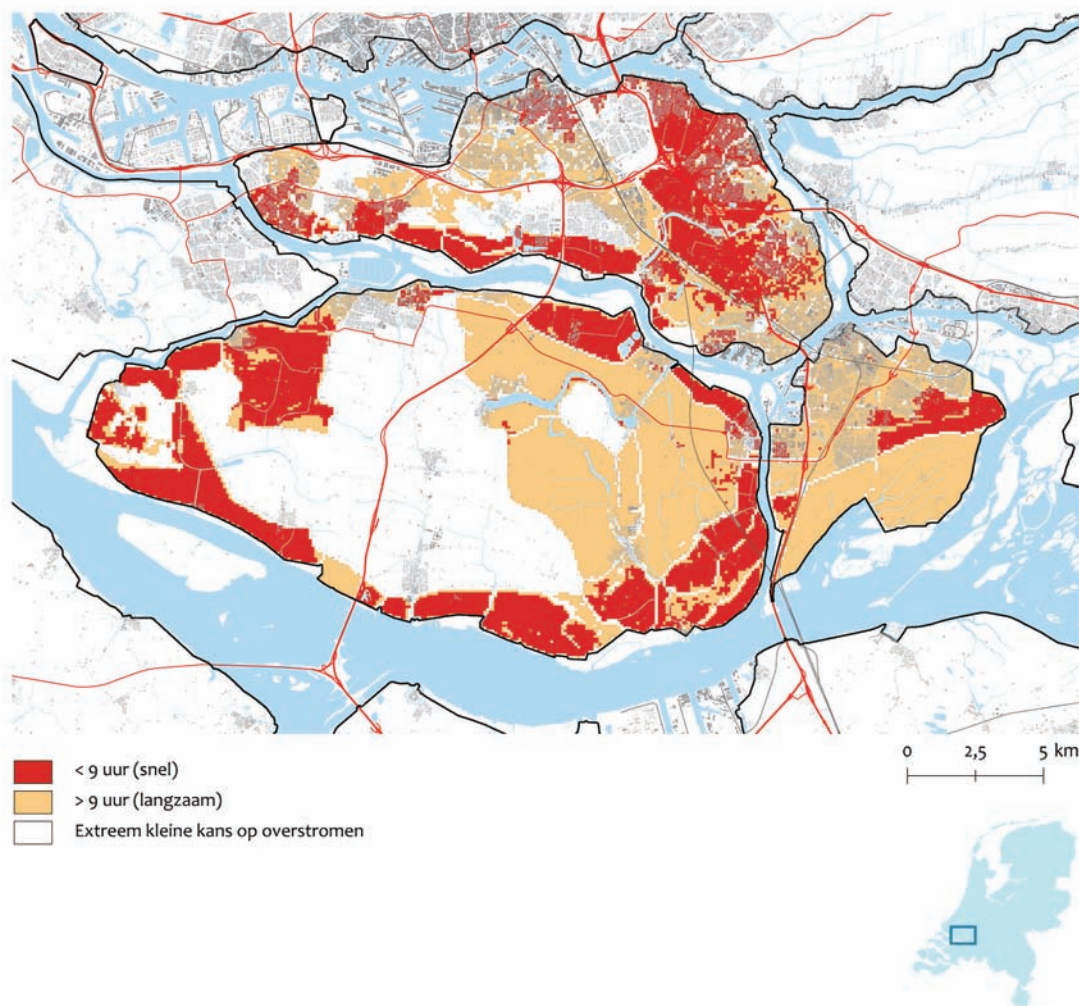 < 9 uur (snel)
> 9 uur (langzaam)
Extreem kleine kans op overstromen
0 2,5 5 km